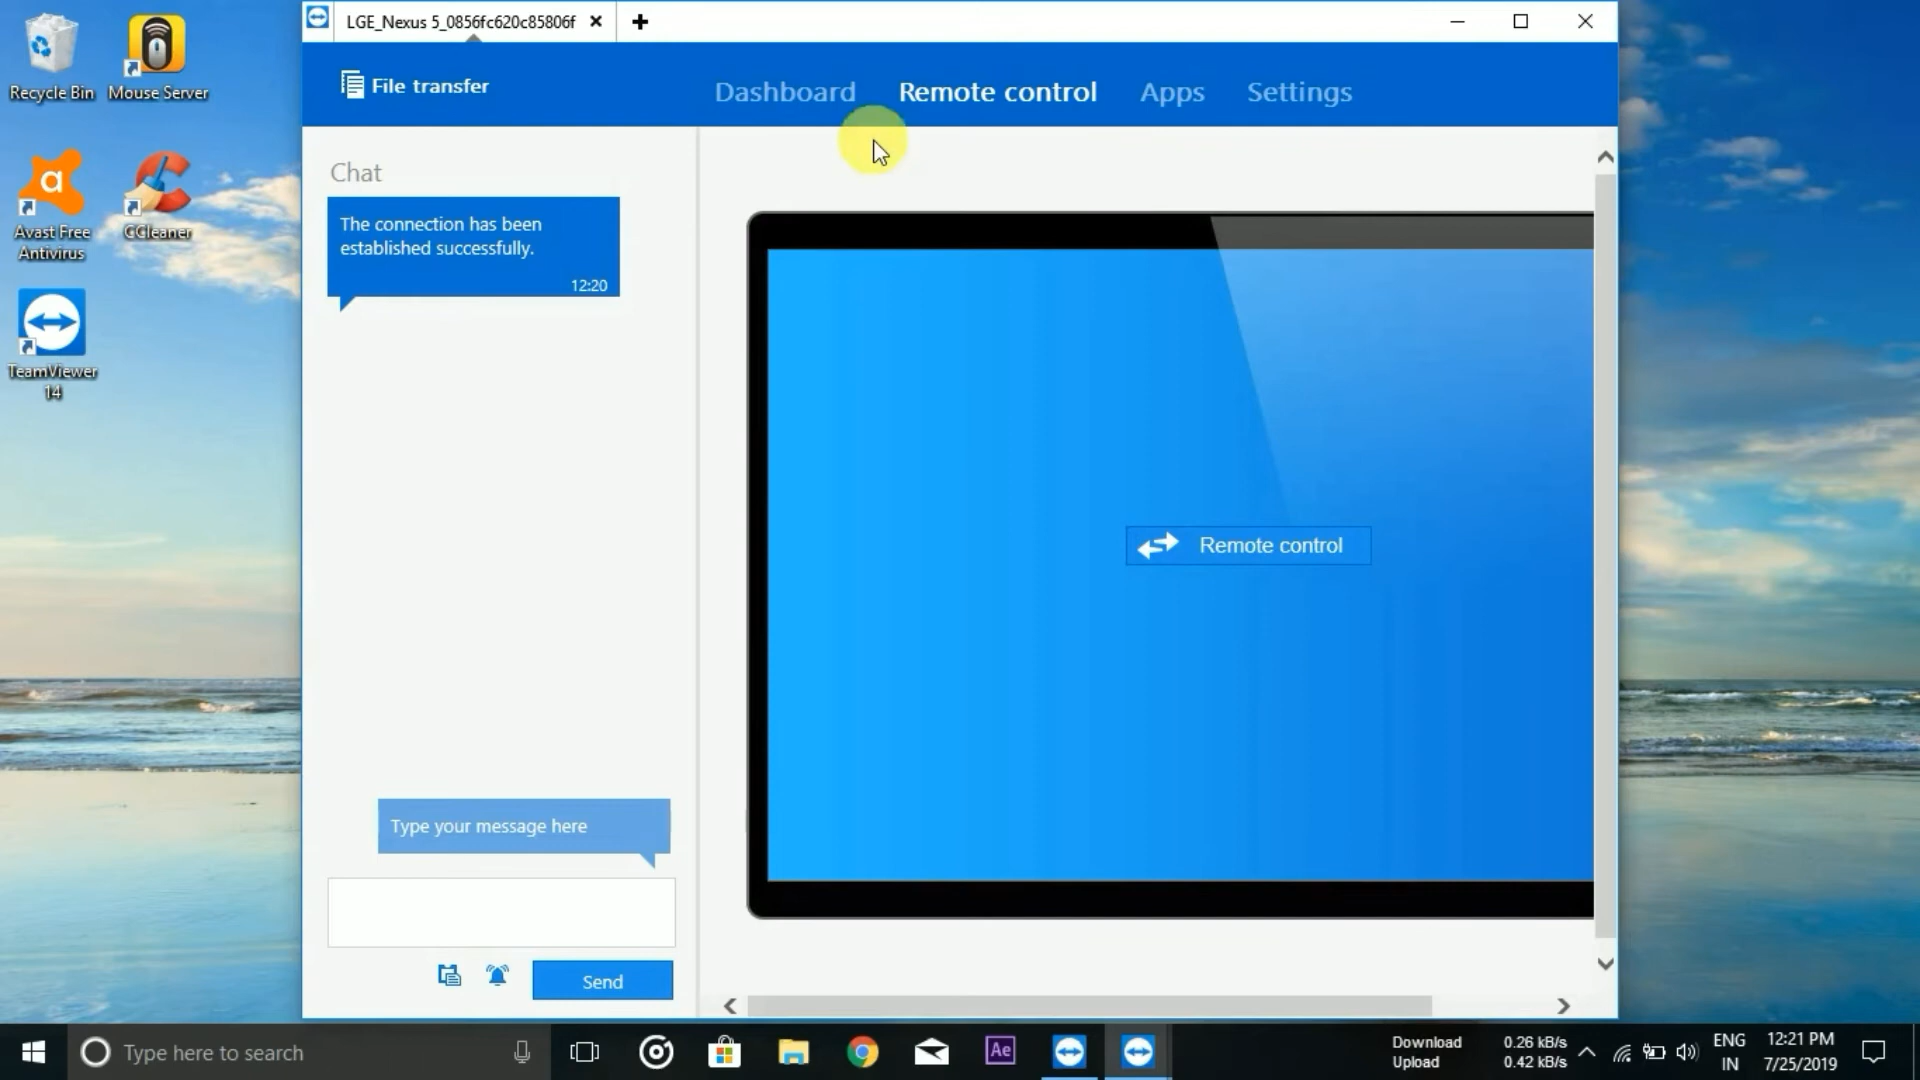 LGE_Nexus 5_0856fc620c85806f
File transfer
Dashboard
Remote control
Apps
Settings
Recycle Bin
Mouse Server
Avast Free
Antivirus
CCleaner
TeamViewer
14
Chat
The connection has been
established successfully.
12:20
Remote control
Type your message here
Send
Type here to search
Ae
Download
0.26 kB/s
Upload
0.42 kB/s
ENG
IN
12:21 PM
7/25/2019